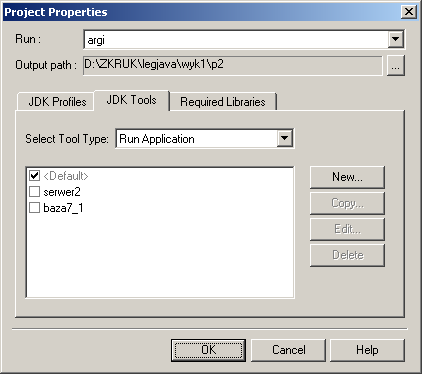 Project Properties
Run : argi
Output path : D:\ZKRUK\legjava\wyk1\p2 ...
JDK Profiles JDK Tools Required Libraries
Select Tool Type: Run Application
<Default> New...
serwer2 Copy...
baza7_1 Edit...
Delete
OK Cancel Help